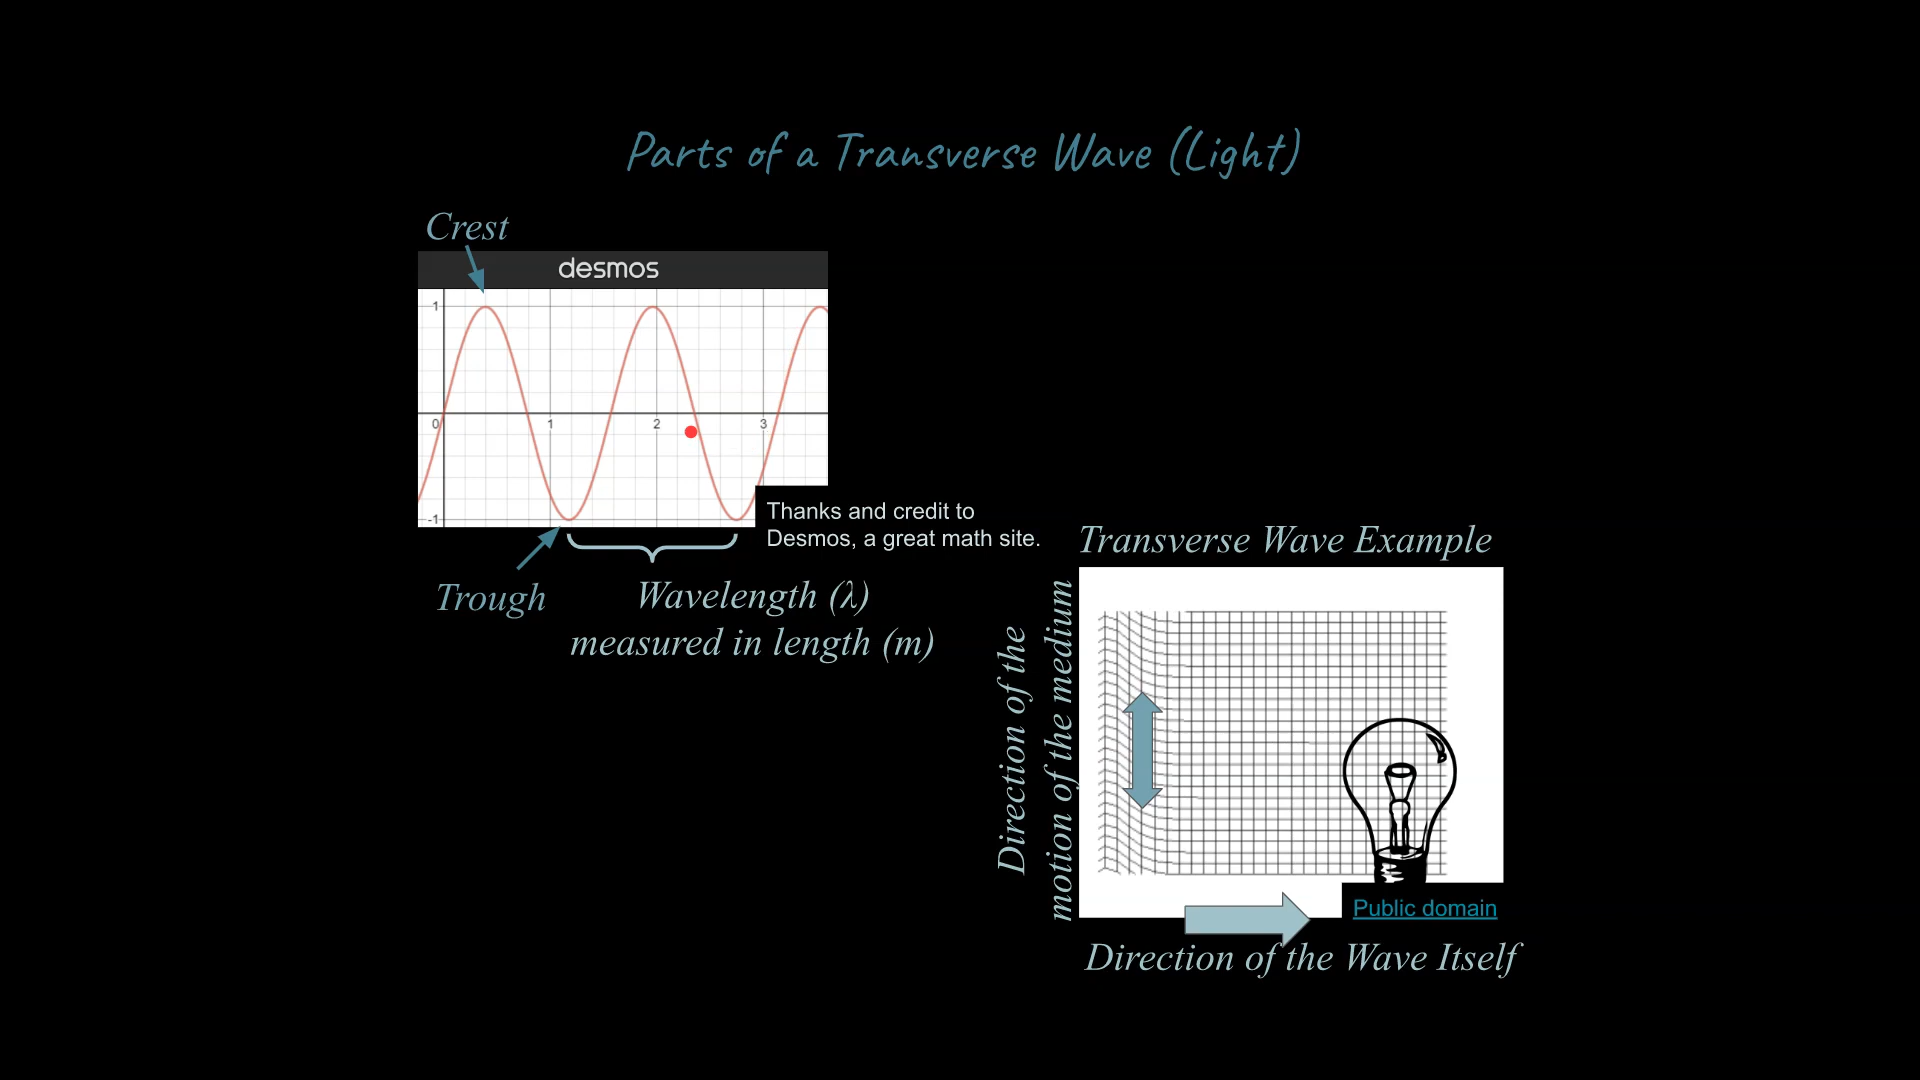 Parts of a Transverse Wave (Light)
Crest
desmos
1
0
1
2
3
-1
Thanks and credit to
Desmos, a great math site.
Trough
Wavelength (λ)
measured in length (m)
Transverse Wave Example
Direction of the
motion of the medium
Public domain
Direction of the Wave Itself